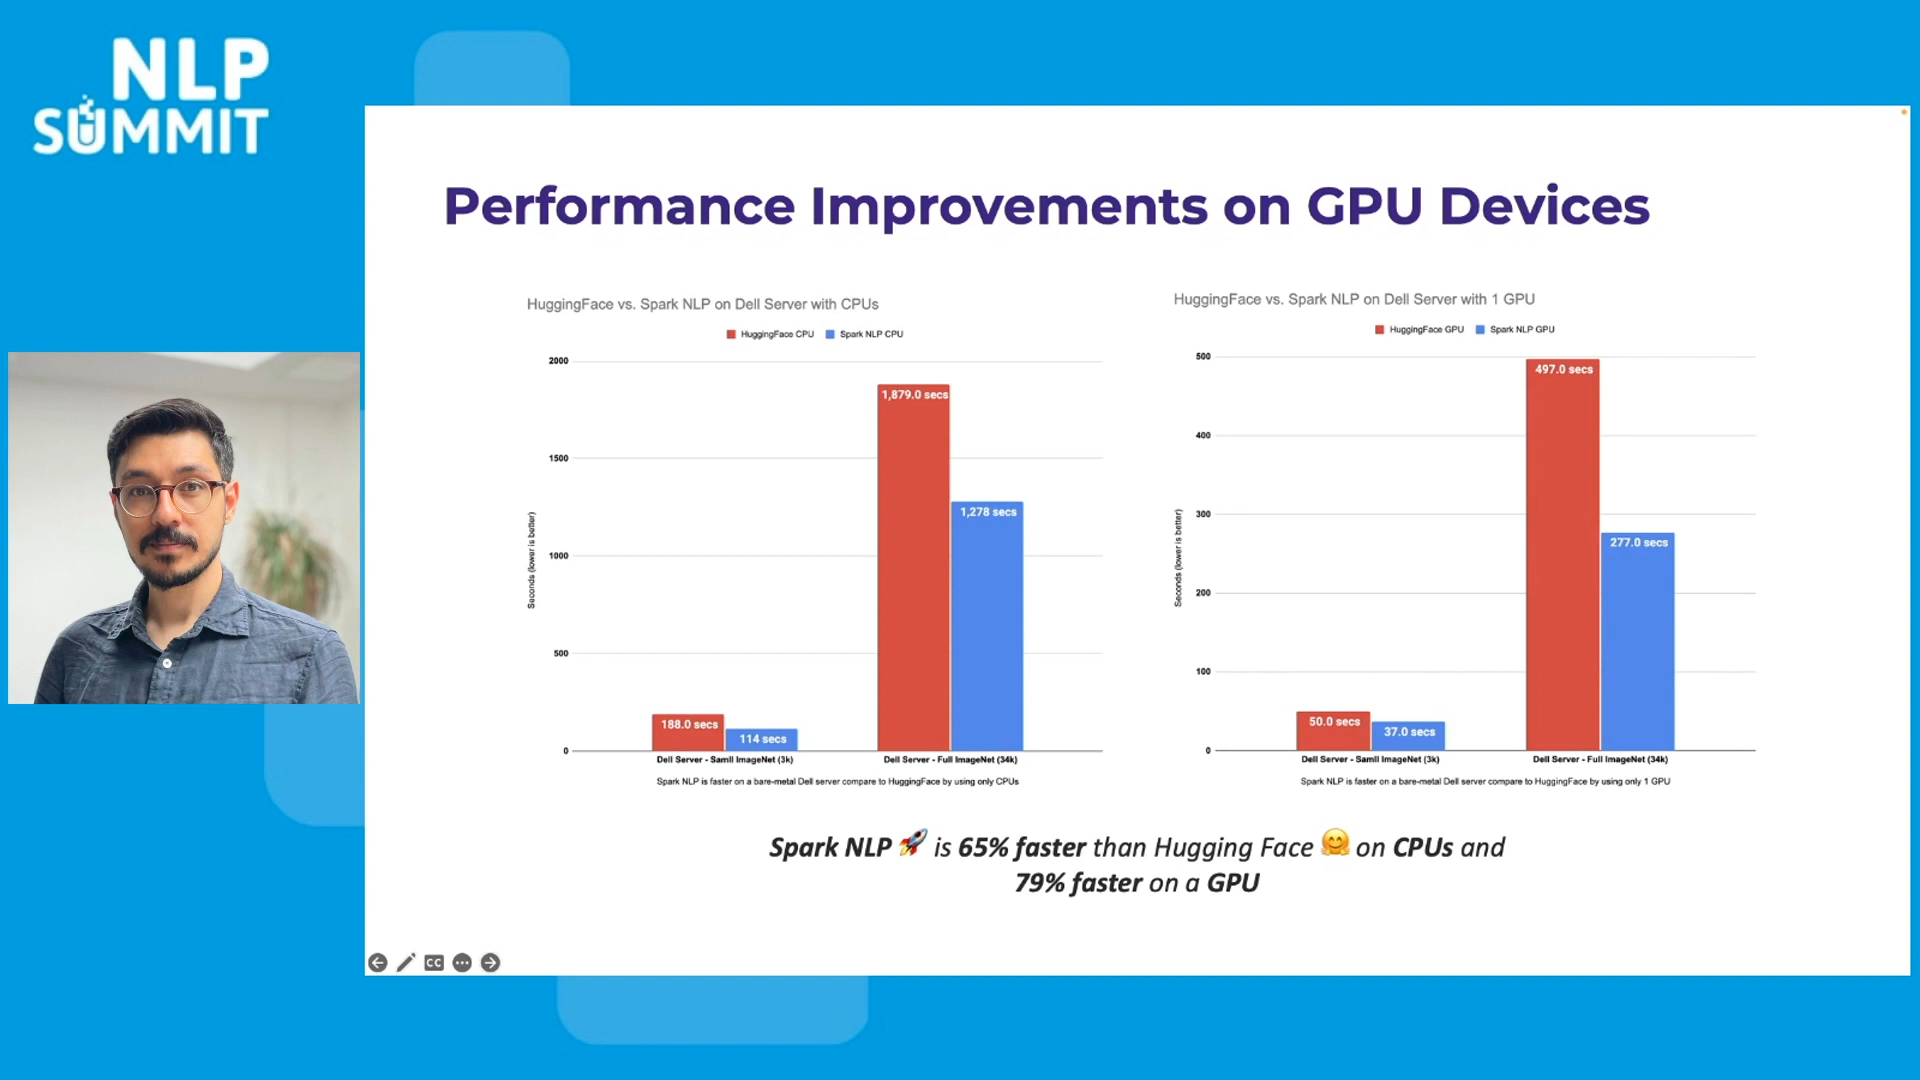 NLP
SUMMIT
Performance Improvements on GPU Devices
HuggingFace vs. Spark NLP on Dell Server with CPUs
HuggingFace CPU Spark NLP CPU
2000
1500
1000
500
0
Seconds (lower is better)
1,879.0 secs
1,278 secs
188.0 secs
114 secs
Dell Server - Samll ImageNet (3k) Dell Server - Full ImageNet (34k)
Spark NLP is faster on a bare-metal Dell server compare to HuggingFace by using only CPUs
HuggingFace vs. Spark NLP on Dell Server with 1 GPU
HuggingFace GPU Spark NLP GPU
500
400
300
200
100
0
Seconds (lower is better)
497.0 secs
277.0 secs
50.0 secs
37.0 secs
Dell Server - Samll ImageNet (3k) Dell Server - Full ImageNet (34k)
Spark NLP is faster on a bare-metal Dell server compare to HuggingFace by using only 1 GPU
Spark NLP 🚀 is 65% faster than Hugging Face 🤗 on CPUs and
79% faster on a GPU
CC